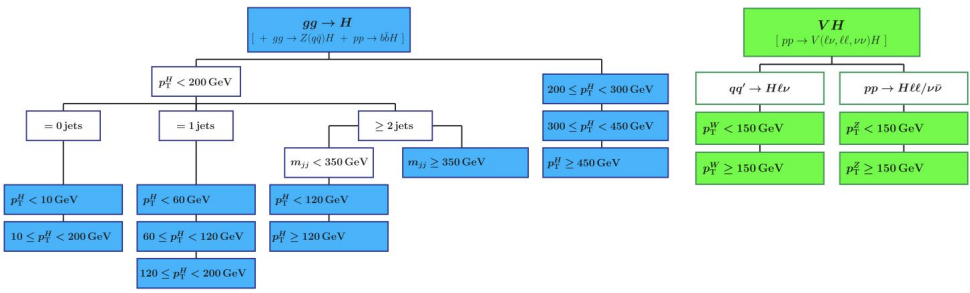 gg → H
[ + gg → Z(qq̄)H + pp → bb̄H ]
p_T^H < 200 GeV
= 0 jets
= 1 jets
≥ 2 jets
m_jj < 350 GeV
m_jj ≥ 350 GeV
p_T^H < 10 GeV
10 ≤ p_T^H < 200 GeV
p_T^H < 60 GeV
60 ≤ p_T^H < 120 GeV
120 ≤ p_T^H < 200 GeV
p_T^H < 120 GeV
p_T^H ≥ 120 GeV
200 ≤ p_T^H < 300 GeV
300 ≤ p_T^H < 450 GeV
p_T^H ≥ 450 GeV
VH
[ pp → V(ℓν, ℓℓ, νν)H ]
qq′ → Hℓν
p_T^W < 150 GeV
p_T^W ≥ 150 GeV
pp → Hℓℓ/νν̄
p_T^Z < 150 GeV
p_T^Z ≥ 150 GeV